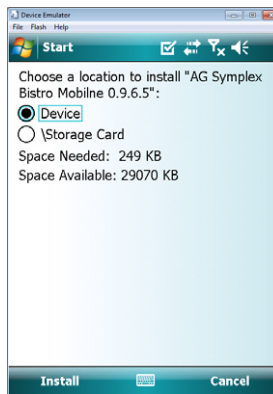 Device Emulator
File Flash Help
Start
Choose a location to install "AG Symplex
Bistro Mobilne 0.9.6.5":
Device
\Storage Card
Space Needed: 249 KB
Space Available: 29070 KB
Install Cancel